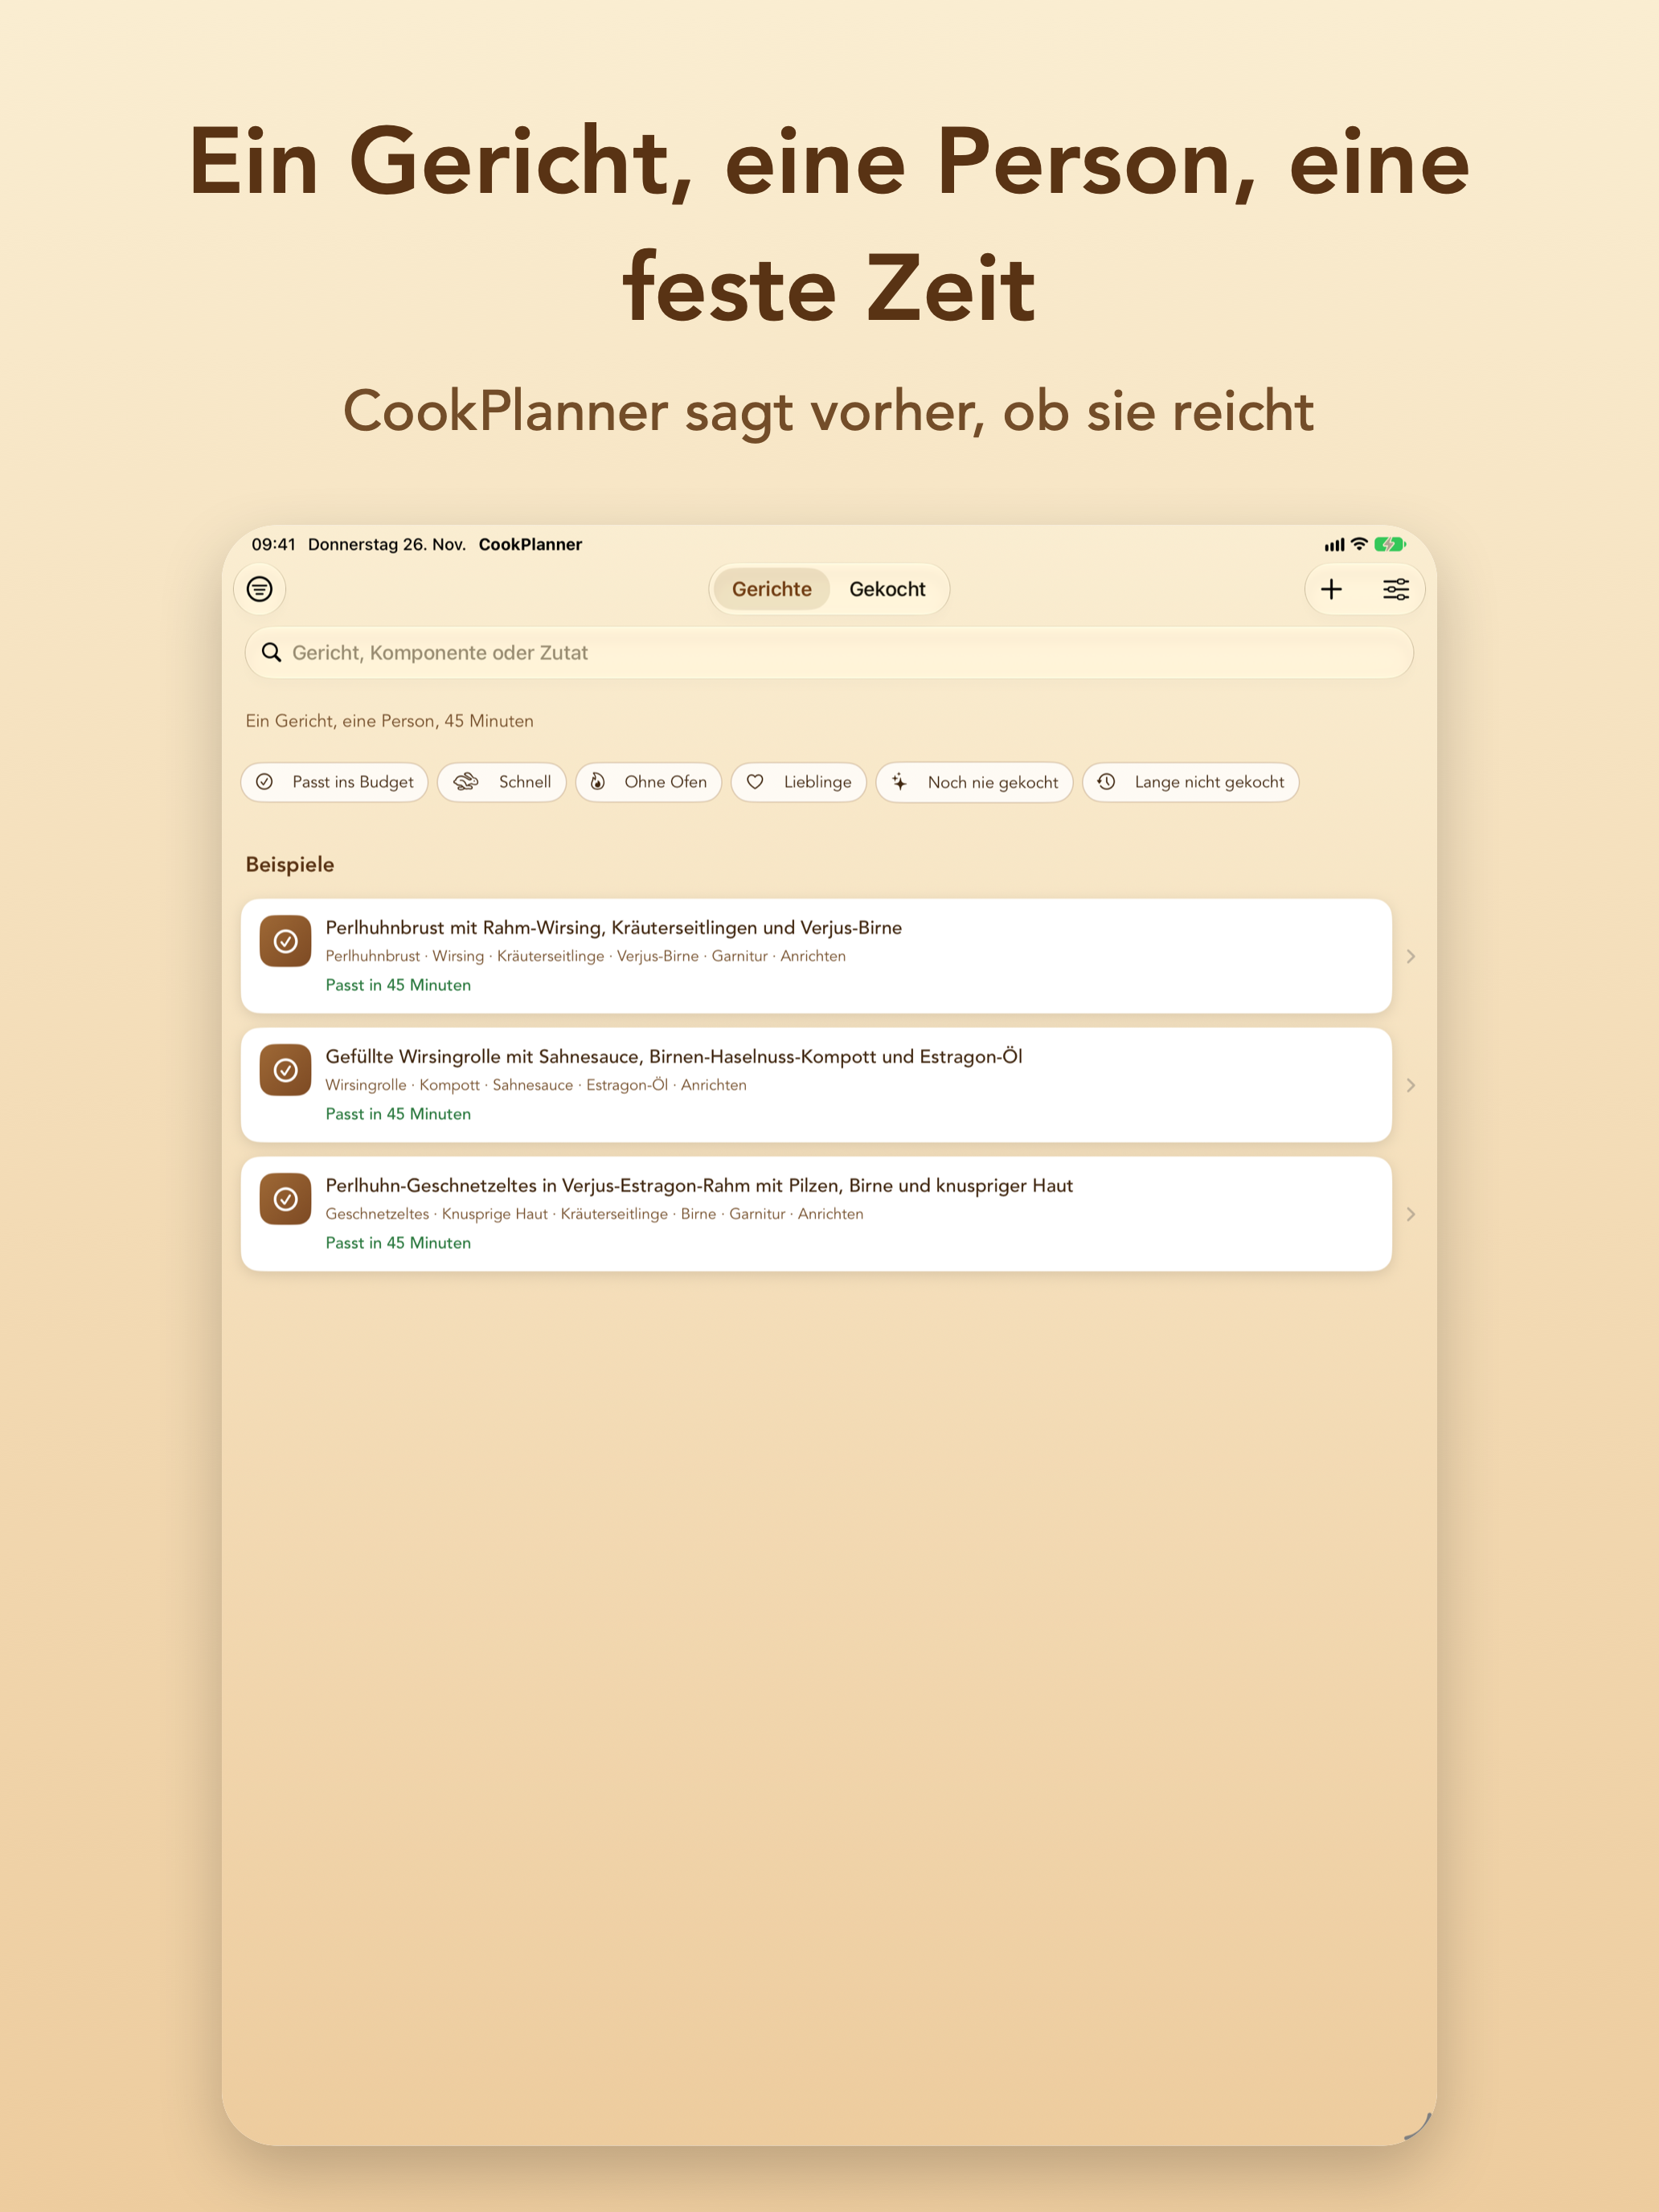 Ein Gericht, eine Person, eine
feste Zeit
CookPlanner sagt vorher, ob sie reicht
09:41 Donnerstag 26. Nov. CookPlanner
Gerichte Gekocht
Gericht, Komponente oder Zutat
Ein Gericht, eine Person, 45 Minuten
Passt ins Budget Schnell Ohne Ofen Lieblinge Noch nie gekocht Lange nicht gekocht
Beispiele
Perlhuhnbrust mit Rahm-Wirsing, Kräuterseitlingen und Verjus-Birne
Perlhuhnbrust · Wirsing · Kräuterseitlinge · Verjus-Birne · Garnitur · Anrichten
Passt in 45 Minuten
Gefüllte Wirsingrolle mit Sahnesauce, Birnen-Haselnuss-Kompott und Estragon-Öl
Wirsingrolle · Kompott · Sahnesauce · Estragon-Öl · Anrichten
Passt in 45 Minuten
Perlhuhn-Geschnetzeltes in Verjus-Estragon-Rahm mit Pilzen, Birne und knuspriger Haut
Geschnetzeltes · Knusprige Haut · Kräuterseitlinge · Birne · Garnitur · Anrichten
Passt in 45 Minuten